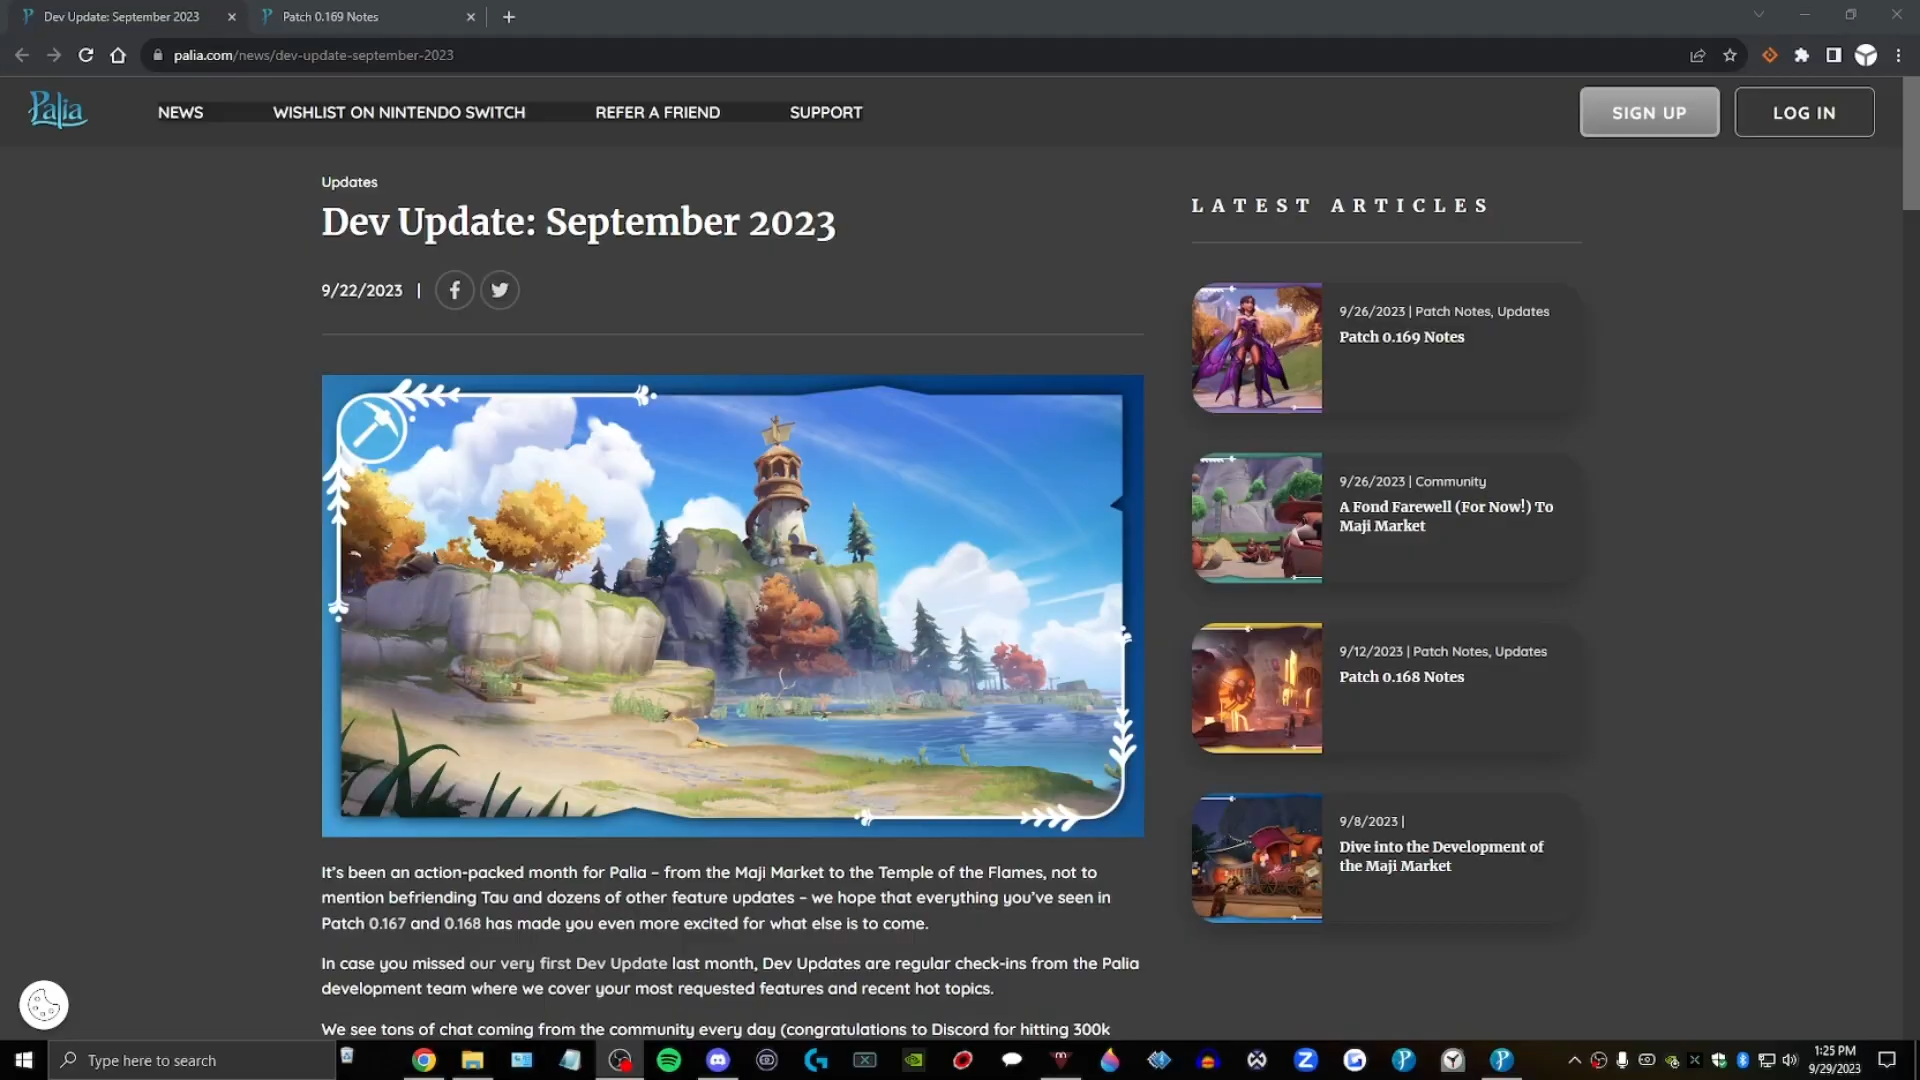 Dev Update: September 2023
Patch 0.169 Notes
palia.com/news/dev-update-september-2023
Palia
NEWS
WISHLIST ON NINTENDO SWITCH
REFER A FRIEND
SUPPORT
SIGN UP
LOG IN
Updates
Dev Update: September 2023
9/22/2023 |
It's been an action-packed month for Palia – from the Maji Market to the Temple of the Flames, not to
mention befriending Tau and dozens of other feature updates – we hope that everything you've seen in
Patch 0.167 and 0.168 has made you even more excited for what else is to come.
In case you missed our very first Dev Update last month, Dev Updates are regular check-ins from the Palia
development team where we cover your most requested features and recent hot topics.
We see tons of chat coming from the community every day (congratulations to Discord for hitting 300k
LATEST ARTICLES
9/26/2023 | Patch Notes, Updates
Patch 0.169 Notes
9/26/2023 | Community
A Fond Farewell (For Now!) To
Maji Market
9/12/2023 | Patch Notes, Updates
Patch 0.168 Notes
9/8/2023 |
Dive into the Development of
the Maji Market
Type here to search
1:25 PM
9/29/2023